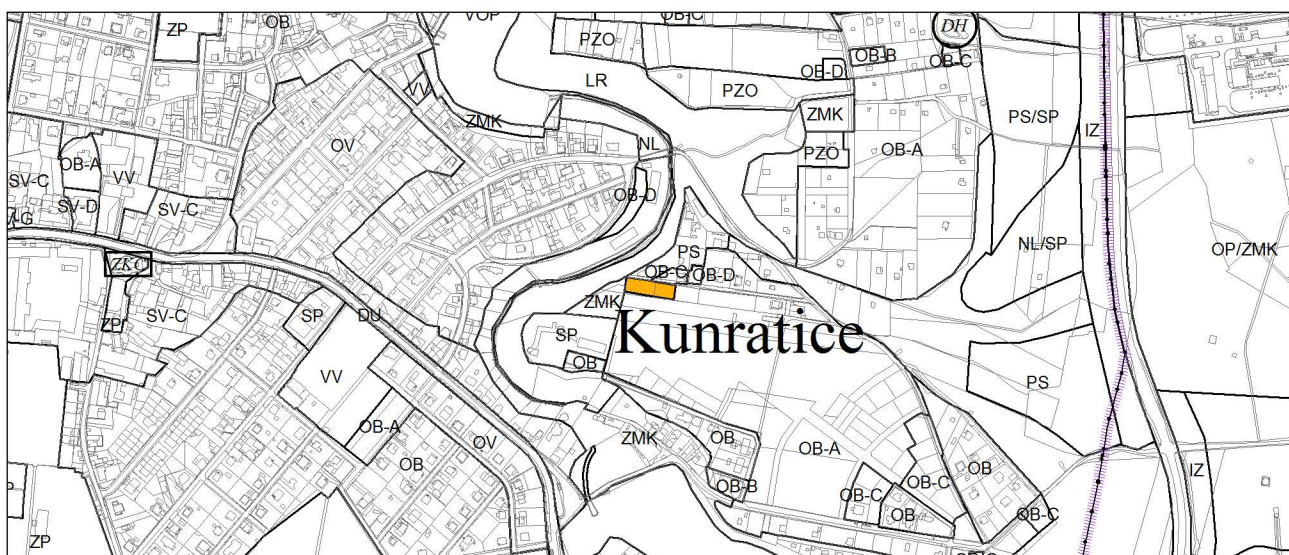 ZP
OB
VOP
OB-C
DH
PZO
OB-B
OB-C
OB-D
LR
PZO
VV
ZMK
ZMK
PS/SP
IZ
OV
NL
PZO
OB-A
OB-A
SV-C
VV
OB-D
SV-D
SV-C
PS
NL/SP
OP/ZMK
ZKC
OB-C
OB-D
ZMK
ZP
SV-C
SP
DU
Kunratice
SP
OB
VV
PS
OB-A
OV
OB
ZMK
OB
OB-A
OB
IZ
OB-B
OB-C
OB-C
OB
OB-C
ZP